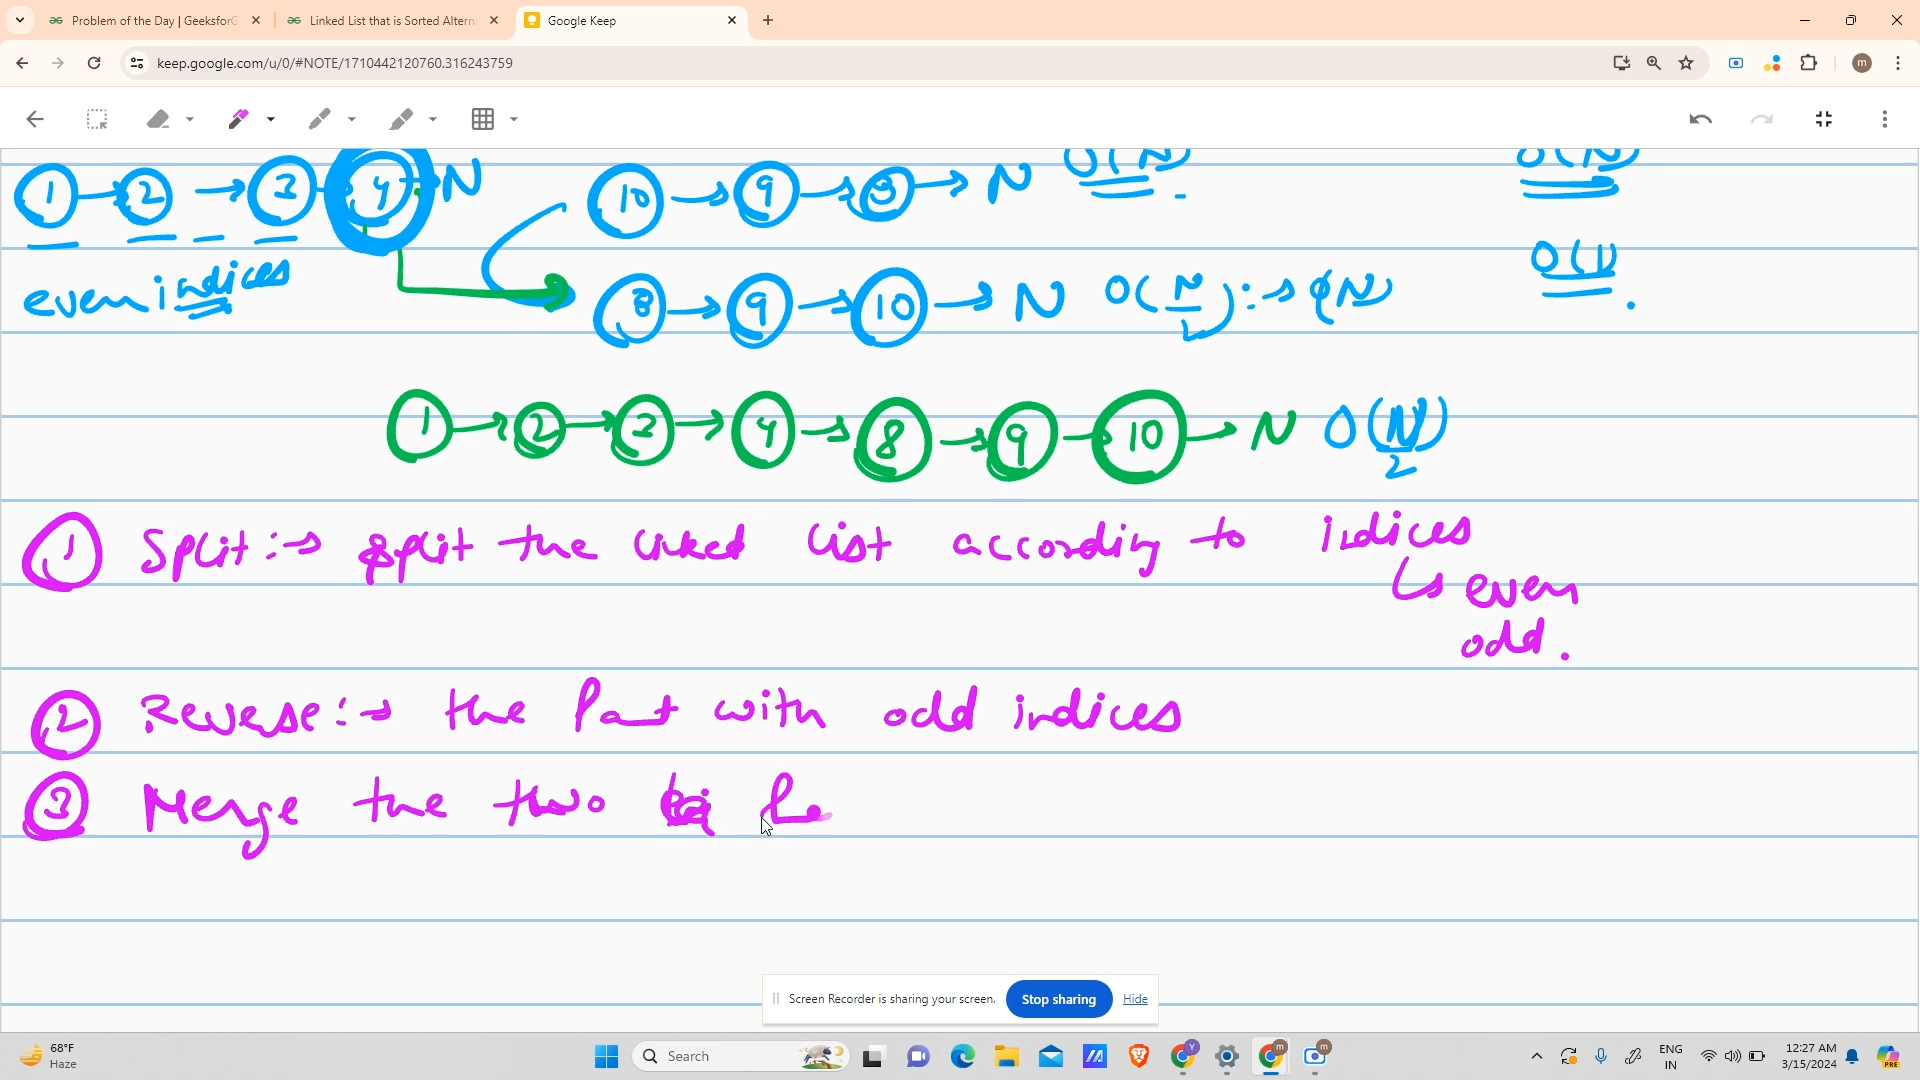 Problem of the Day | GeeksforG
Linked List that is Sorted Altern
Google Keep
keep.google.com/u/0/#NOTE/1710442120760.316243759
1 → 2 → 3 → 4 → N 10 → 9 → 8 → N O(N).
O(N)
even indices
8 → 9 → 10 → N
O(1).
1 → 2 → 3 → 4 → 8 → 9 → 10 → N O(N/2)
1 Split :→ split the linked list according to indices
↳ even
odd.
2 Reverse :→ the Part with odd indices
3 Merge the two
Screen Recorder is sharing your screen. Stop sharing Hide
68°F
Haze
Search
ENG
IN
12:27 AM
3/15/2024